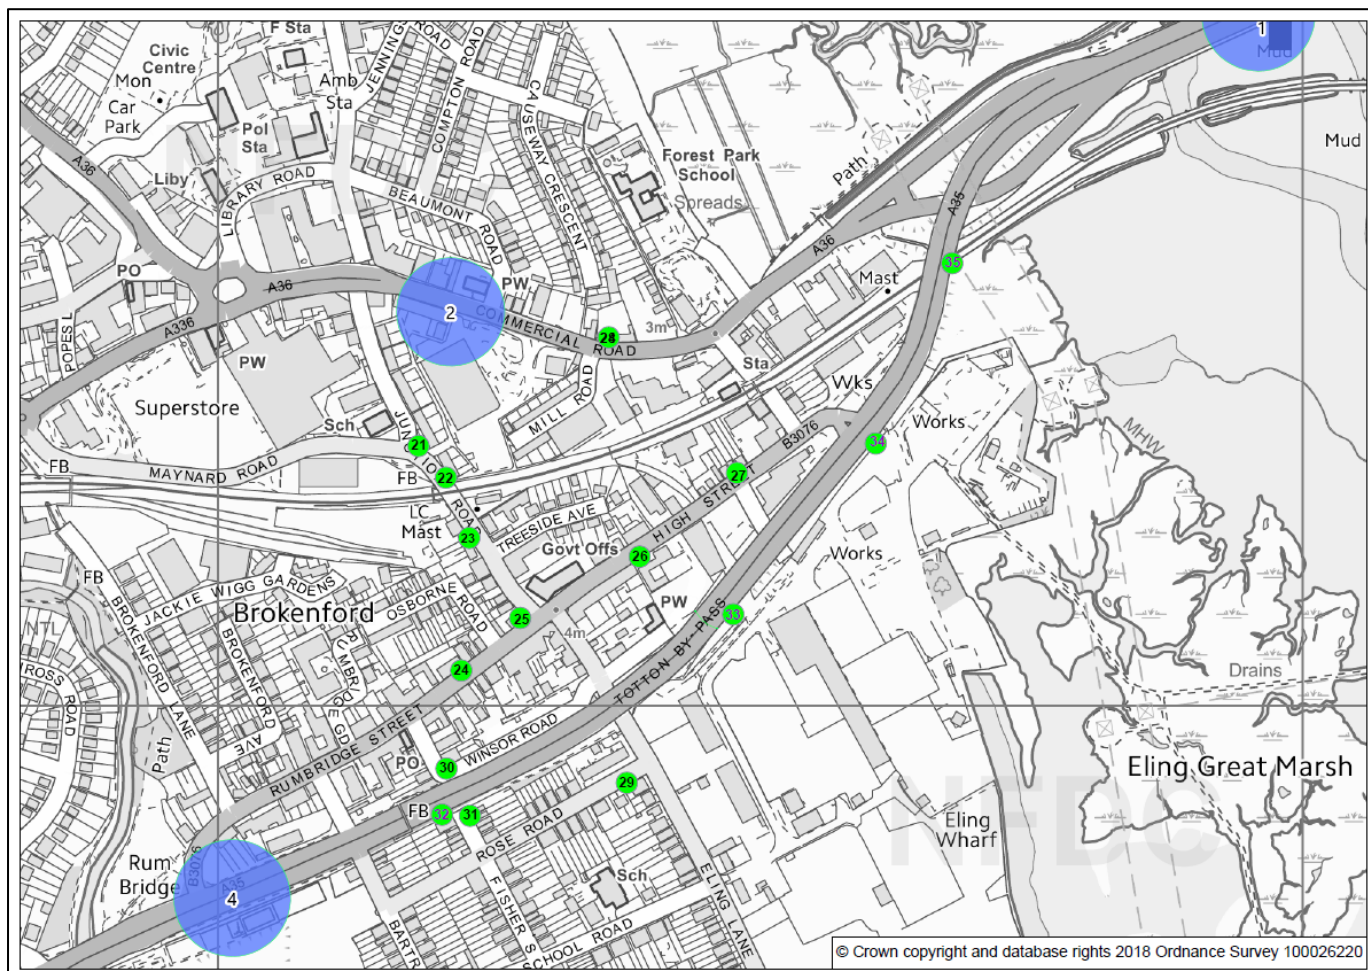 F Sta
Civic
Centre
Mon
Car
Park
Amb
Sta
JENNING
ROAD
COMPTON ROAD
CAUSEWAY CRESCENT
Pol
Sta
Liby
LIBRARY ROAD
BEAUMONT
ROAD
Forest Park
School
Spreads
Path
A36
A35
A36
1
Mud
Mud
PO
A36
PW
2
COMMERCIAL ROAD
3m
Mast
35
POPES L
A336
PW
Superstore
Sch
JUNCTION ROAD
MILL ROAD
Sta
Wks
Works
MHW
21
22
FB
MAYNARD ROAD
FB
B3076
27
34
LC
Mast
23
TREESIDE AVE
HIGH STREET
Govt Offs
26
Works
FB
JACKIE WIGG GARDENS
Brokenford
OSBORNE ROAD
25
4m
PW
33
BROKENFORD LANE
BROKENFORD
AVE
RUMBRIDGE GD
24
TOTTON BY-PASS
Drains
ROSS ROAD
Path
RUMBRIDGE STREET
PO
30
WINSOR ROAD
29
Eling Great Marsh
FB
32
31
ROSE ROAD
Eling
Wharf
NFDC
Rum
Bridge
B3076
A35
4
Sch
ELING LANE
BARTR
FISHER S
SCHOOL ROAD
© Crown copyright and database rights 2018 Ordnance Survey 100026220